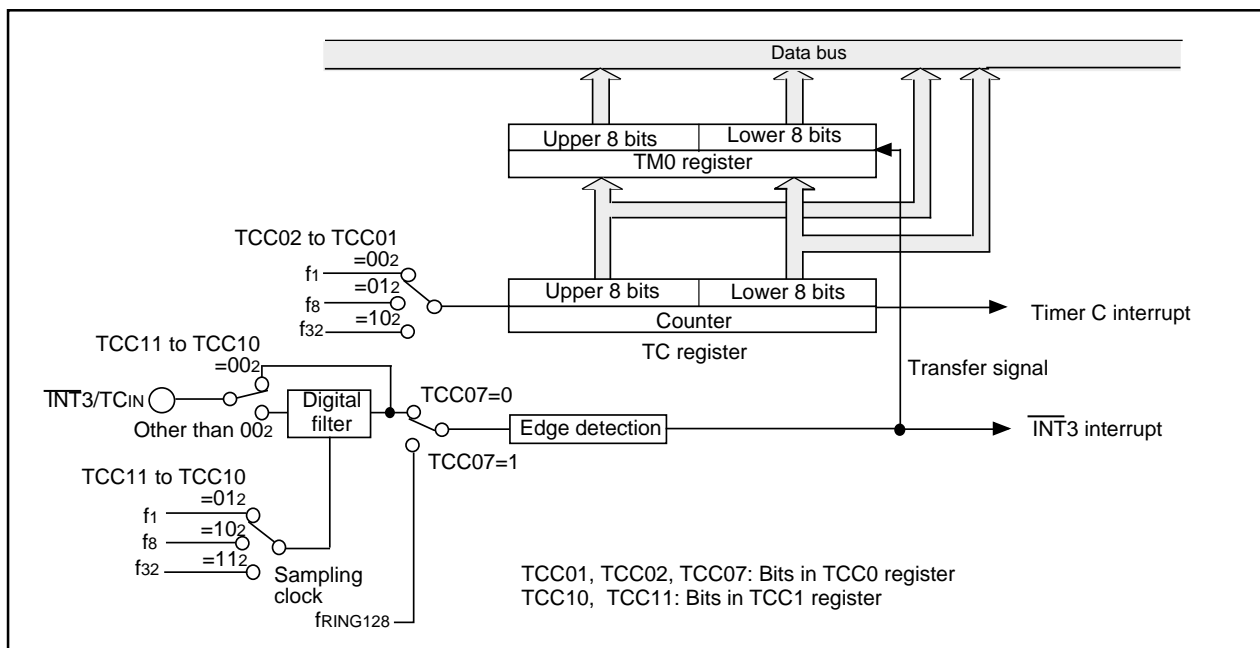 Data bus
Upper 8 bits Lower 8 bits
TM0 register
TCC02 to TCC01
=002
f1
=012
f8
=102
f32
Upper 8 bits Lower 8 bits
Counter
TC register
Timer C interrupt
TCC11 to TCC10
=002
INT3/TCIN
Other than 002
Digital
filter
TCC07=0
TCC07=1
Edge detection
Transfer signal
INT3 interrupt
TCC11 to TCC10
=012
f1
=102
f8
=112
f32
Sampling
clock
fRING128
TCC01, TCC02, TCC07: Bits in TCC0 register
TCC10, TCC11: Bits in TCC1 register